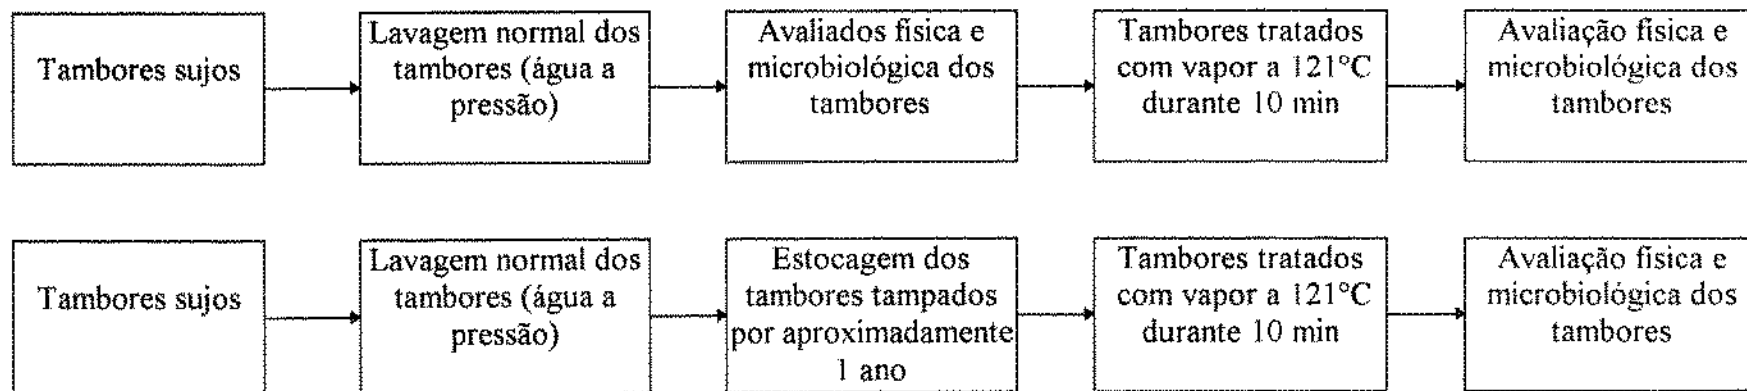 Tambores sujos
Lavagem normal dos
tambores (água a
pressão)
Avaliados física e
microbiológica dos
tambores
Tambores tratados
com vapor a 121°C
durante 10 min
Avaliação física e
microbiológica dos
tambores
Tambores sujos
Lavagem normal dos
tambores (água a
pressão)
Estocagem dos
tambores tampados
por aproximadamente
1 ano
Tambores tratados
com vapor a 121°C
durante 10 min
Avaliação física e
microbiológica dos
tambores